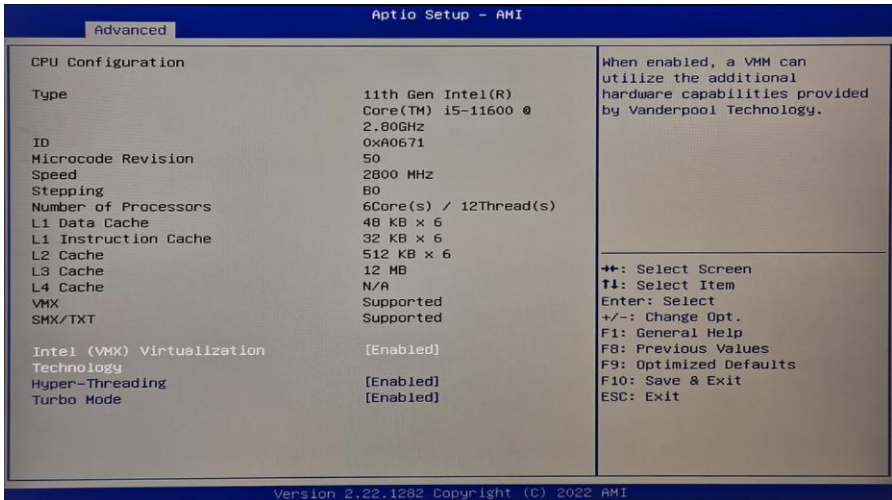 Aptio Setup – AMI
Advanced
CPU Configuration
Type 11th Gen Intel(R)
Core(TM) i5-11600 @
2.80GHz
ID 0xA0671
Microcode Revision 50
Speed 2800 MHz
Stepping B0
Number of Processors 6Core(s) / 12Thread(s)
L1 Data Cache 48 KB x 6
L1 Instruction Cache 32 KB x 6
L2 Cache 512 KB x 6
L3 Cache 12 MB
L4 Cache N/A
VMX Supported
SMX/TXT Supported
Intel (VMX) Virtualization [Enabled]
Technology
Hyper-Threading [Enabled]
Turbo Mode [Enabled]
When enabled, a VMM can
utilize the additional
hardware capabilities provided
by Vanderpool Technology.
→←: Select Screen
↑↓: Select Item
Enter: Select
+/-: Change Opt.
F1: General Help
F8: Previous Values
F9: Optimized Defaults
F10: Save & Exit
ESC: Exit
Version 2.22.1282 Copyright (C) 2022 AMI